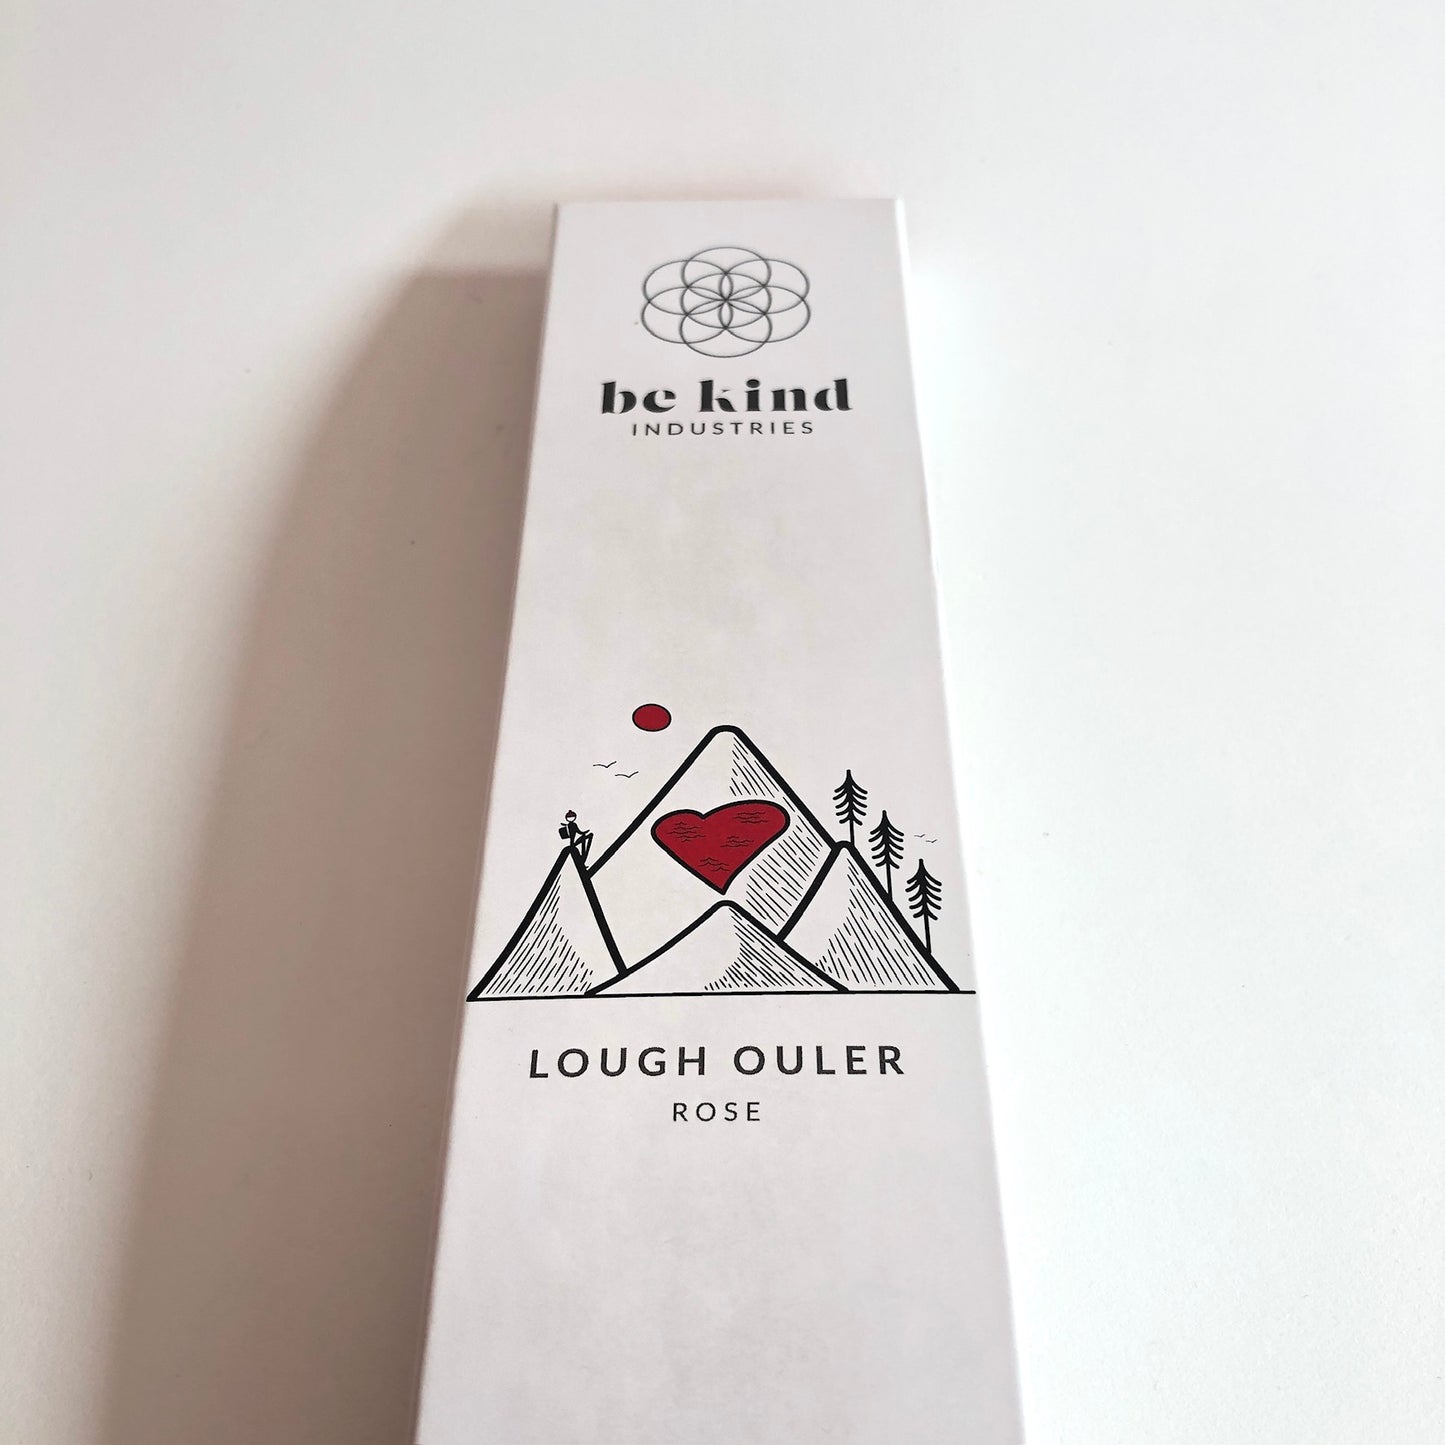 be kind
INDUSTRIES
LOUGH OULER
ROSE